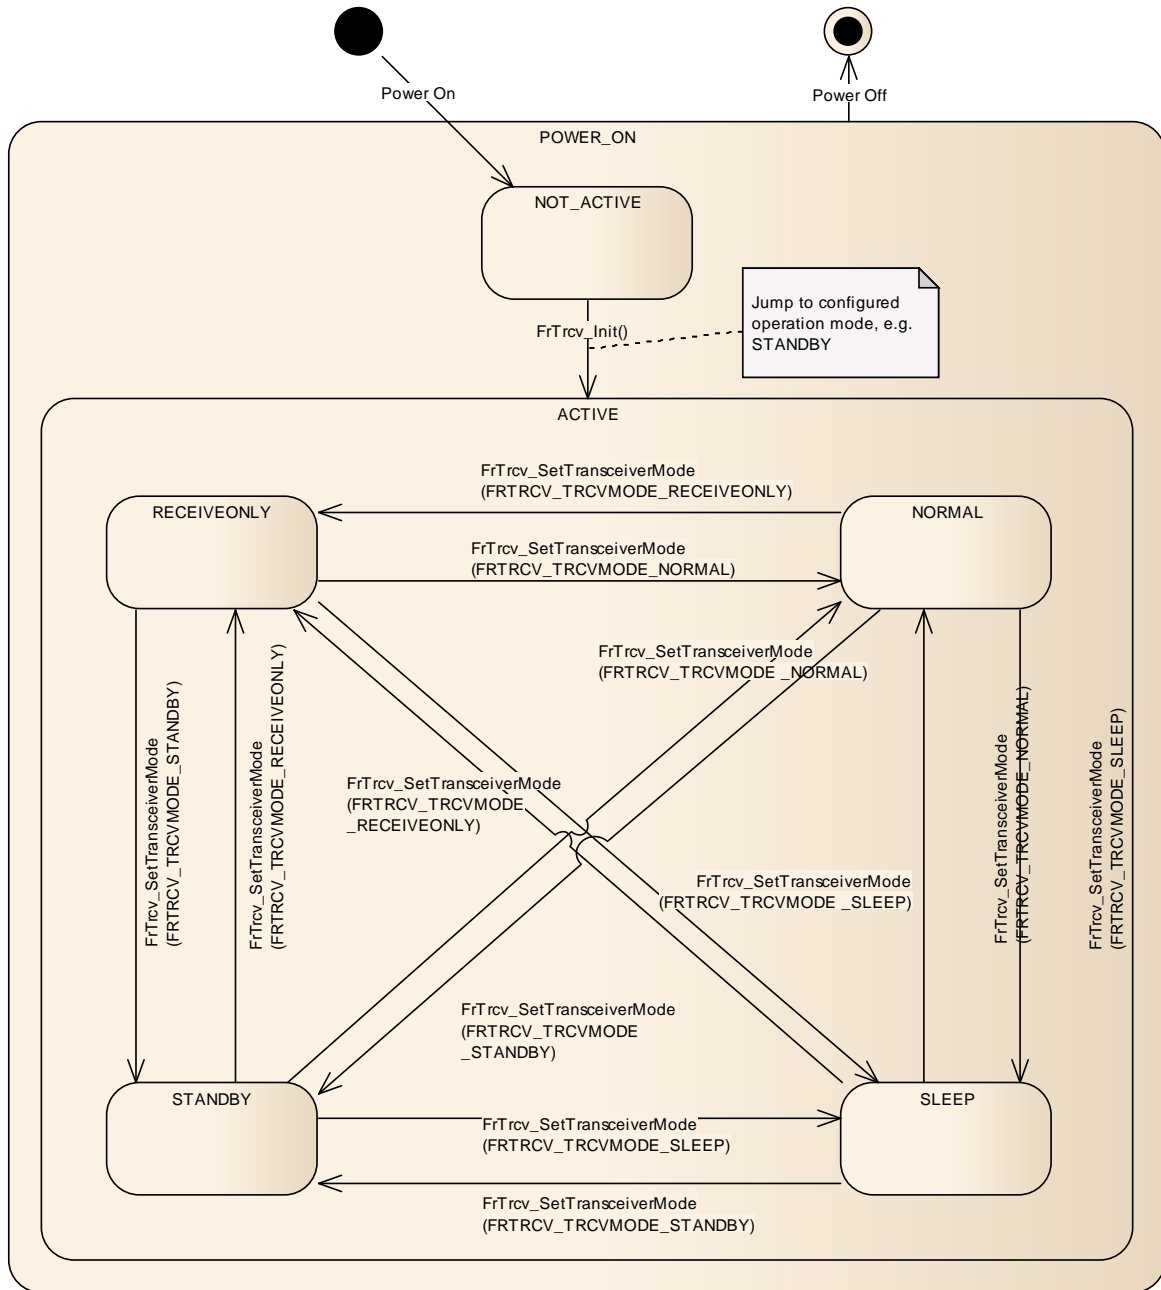 Power On
Power Off
POWER_ON
NOT_ACTIVE
FrTrcv_Init()
Jump to configured
operation mode, e.g.
STANDBY
ACTIVE
FrTrcv_SetTransceiverMode
(FRTRCV_TRCVMODE_RECEIVEONLY)
RECEIVEONLY
NORMAL
FrTrcv_SetTransceiverMode
(FRTRCV_TRCVMODE_NORMAL)
FrTrcv_SetTransceiverMode
(FRTRCV_TRCVMODE _NORMAL)
FrTrcv_SetTransceiverMode
(FRTRCV_TRCVMODE_STANDBY)
FrTrcv_SetTransceiverMode
(FRTRCV_TRCVMODE_RECEIVEONLY)
FrTrcv_SetTransceiverMode
(FRTRCV_TRCVMODE
_RECEIVEONLY)
FrTrcv_SetTransceiverMode
(FRTRCV_TRCVMODE _SLEEP)
FrTrcv_SetTransceiverMode
(FRTRCV_TRCVMODE_NORMAL)
FrTrcv_SetTransceiverMode
(FRTRCV_TRCVMODE_SLEEP)
FrTrcv_SetTransceiverMode
(FRTRCV_TRCVMODE
_STANDBY)
STANDBY
SLEEP
FrTrcv_SetTransceiverMode
(FRTRCV_TRCVMODE_SLEEP)
FrTrcv_SetTransceiverMode
(FRTRCV_TRCVMODE_STANDBY)